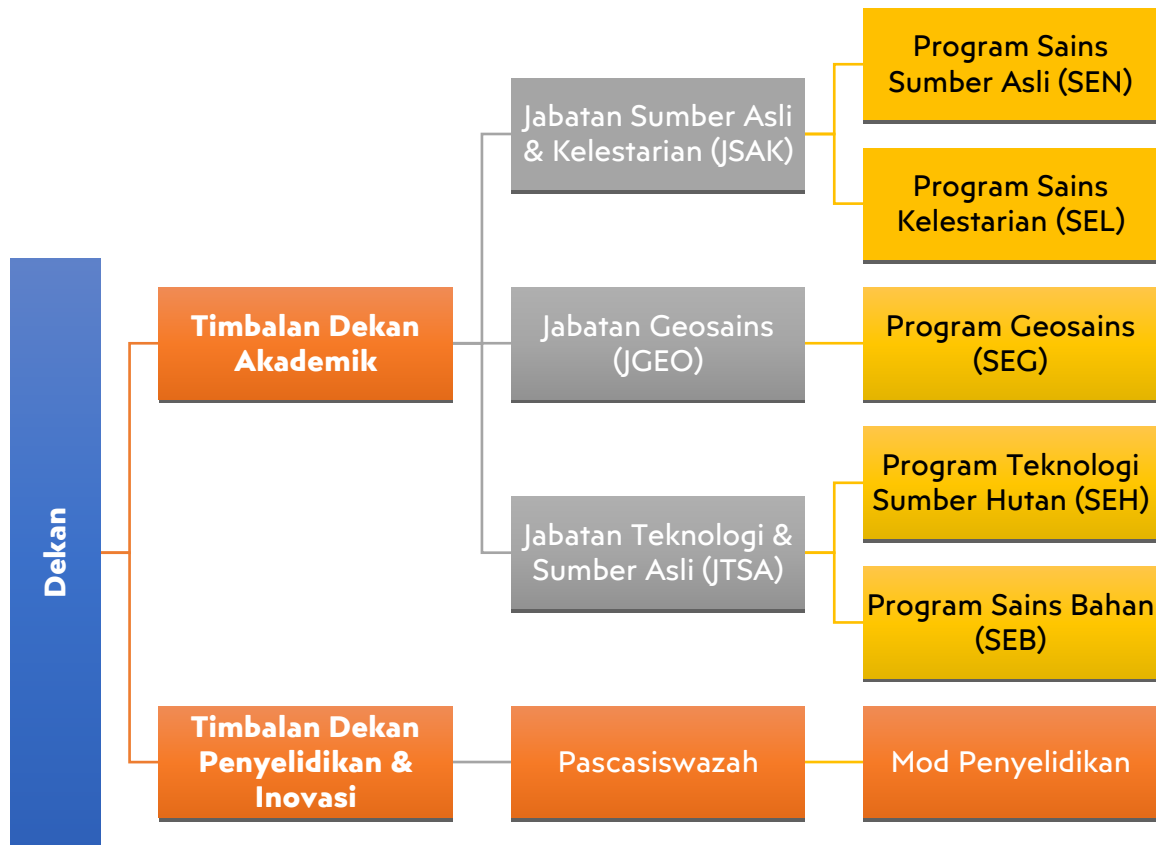 Dekan
Timbalan Dekan
Akademik
Jabatan Sumber Asli
& Kelestarian (JSAK)
Program Sains
Sumber Asli (SEN)
Program Sains
Kelestarian (SEL)
Jabatan Geosains
(JGEO)
Program Geosains
(SEG)
Jabatan Teknologi &
Sumber Asli (JTSA)
Program Teknologi
Sumber Hutan (SEH)
Program Sains Bahan
(SEB)
Timbalan Dekan
Penyelidikan &
Inovasi
Pascasiswazah
Mod Penyelidikan